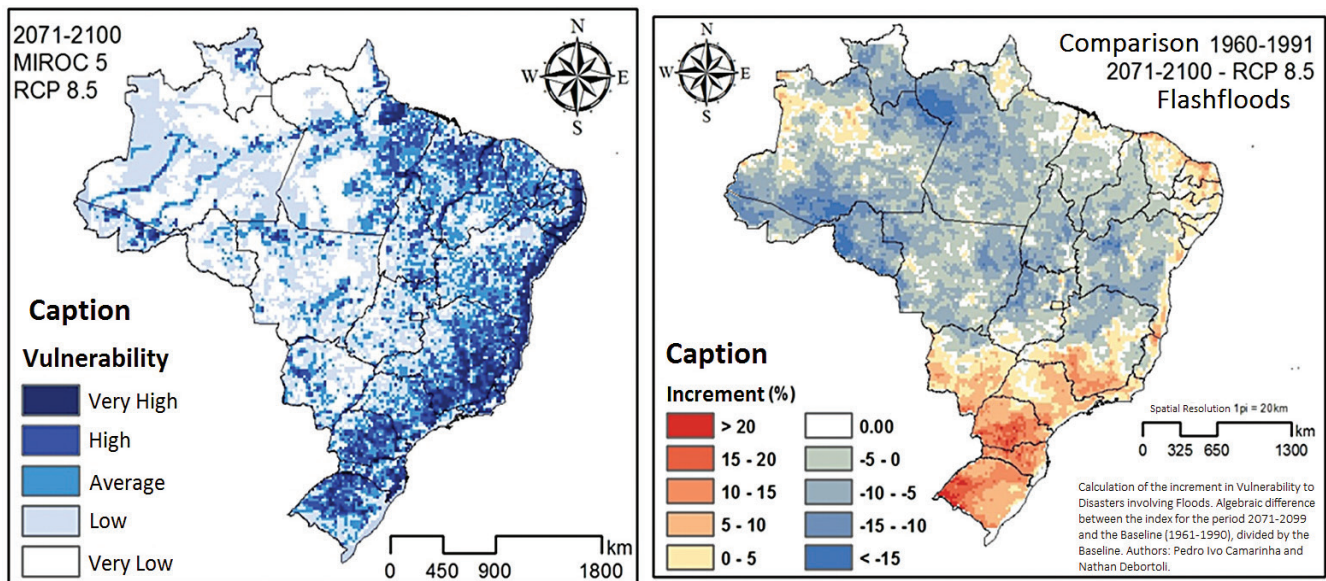 2071-2100
MIROC 5
RCP 8.5
N
W
E
S
Caption
Vulnerability
Very High
High
Average
Low
Very Low
km
0 450 900 1800
N
W
E
S
Comparison 1960-1991
2071-2100 - RCP 8.5
Flashfloods
Caption
Increment (%)
> 20
15 - 20
10 - 15
5 - 10
0 - 5
0.00
-5 - 0
-10 - -5
-15 - -10
< -15
Spatial Resolution 1pi = 20km
km
0 325 650 1300
Calculation of the increment in Vulnerability to
Disasters involving Floods. Algebraic difference
between the index for the period 2071-2099
and the Baseline (1961-1990), divided by the
Baseline. Authors: Pedro Ivo Camarinha and
Nathan Debortoli.